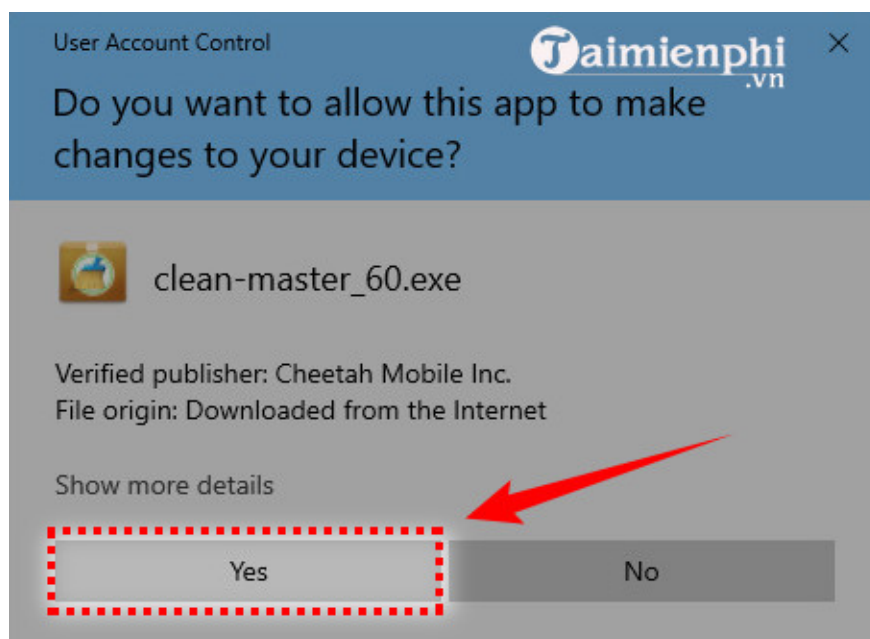 User Account Control
Taimienphi
.vn
Do you want to allow this app to make
changes to your device?
clean-master_60.exe
Verified publisher: Cheetah Mobile Inc.
File origin: Downloaded from the Internet
Show more details
Yes
No